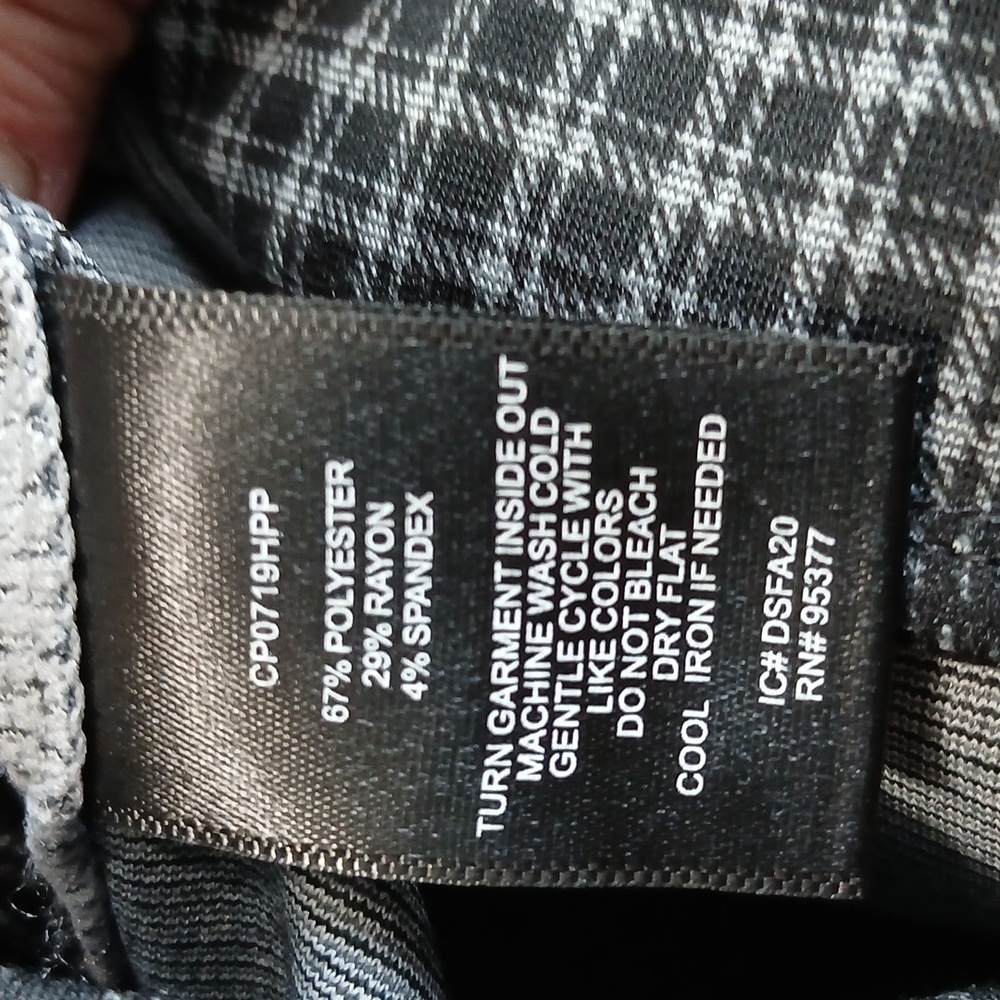 CP0719HPP
67% POLYESTER
29% RAYON
4% SPANDEX
TURN GARMENT INSIDE OUT
MACHINE WASH COLD
GENTLE CYCLE WITH
LIKE COLORS
DO NOT BLEACH
DRY FLAT
COOL IRON IF NEEDED
IC# DSFA20
RN# 95377